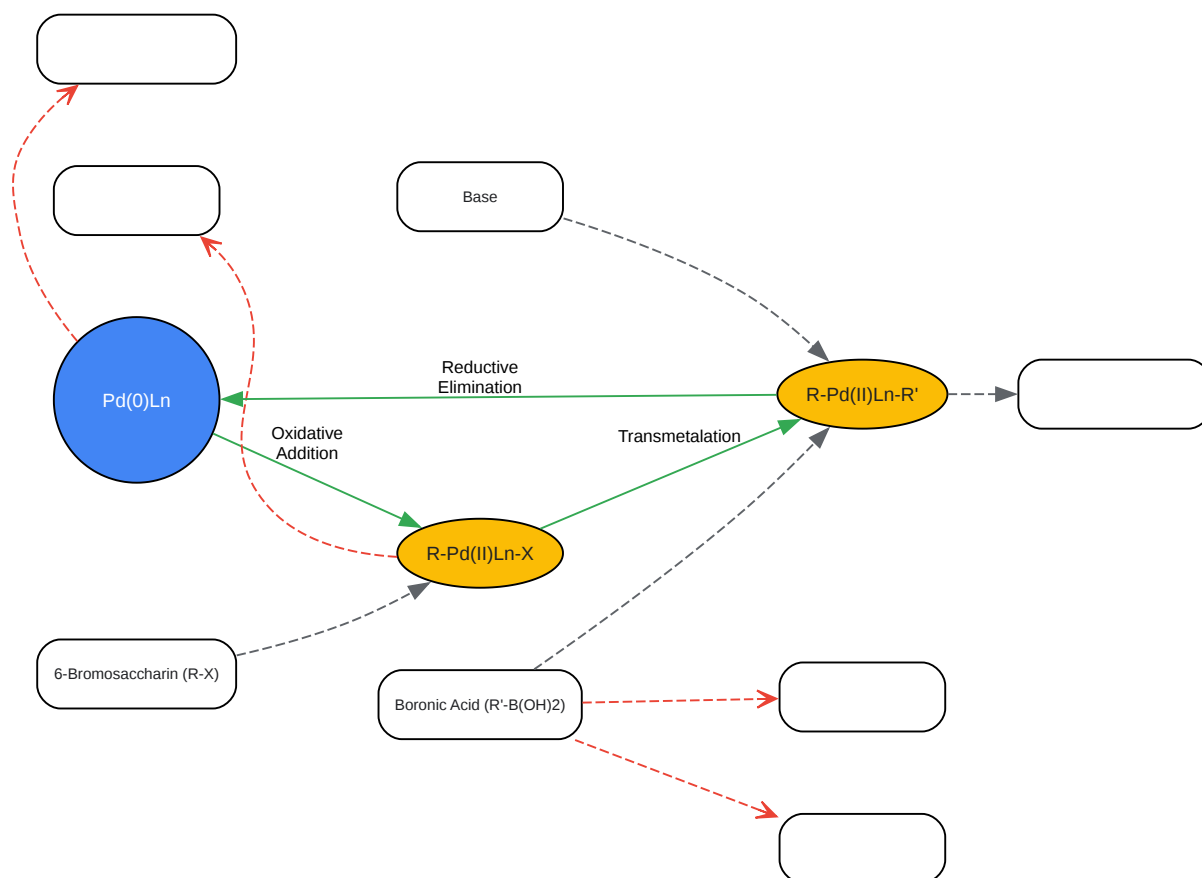 Base
Reductive
Elimination
Pd(0)Ln
R-Pd(II)Ln-R'
Oxidative
Addition
Transmetalation
R-Pd(II)Ln-X
6-Bromosaccharin (R-X)
Boronic Acid (R'-B(OH)2)